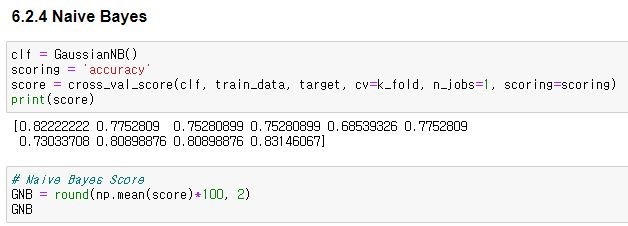 6.2.4 Naive Bayes
clf = GaussianNB()
scoring = 'accuracy'
score = cross_val_score(clf, train_data, target, cv=k_fold, n_jobs=1, scoring=scoring)
print(score)
[0.82222222 0.7752809  0.75280899 0.75280899 0.68539326 0.7752809
 0.73033708 0.80898876 0.80898876 0.83146067]
# Naive Bayes Score
GNB = round(np.mean(score)*100, 2)
GNB